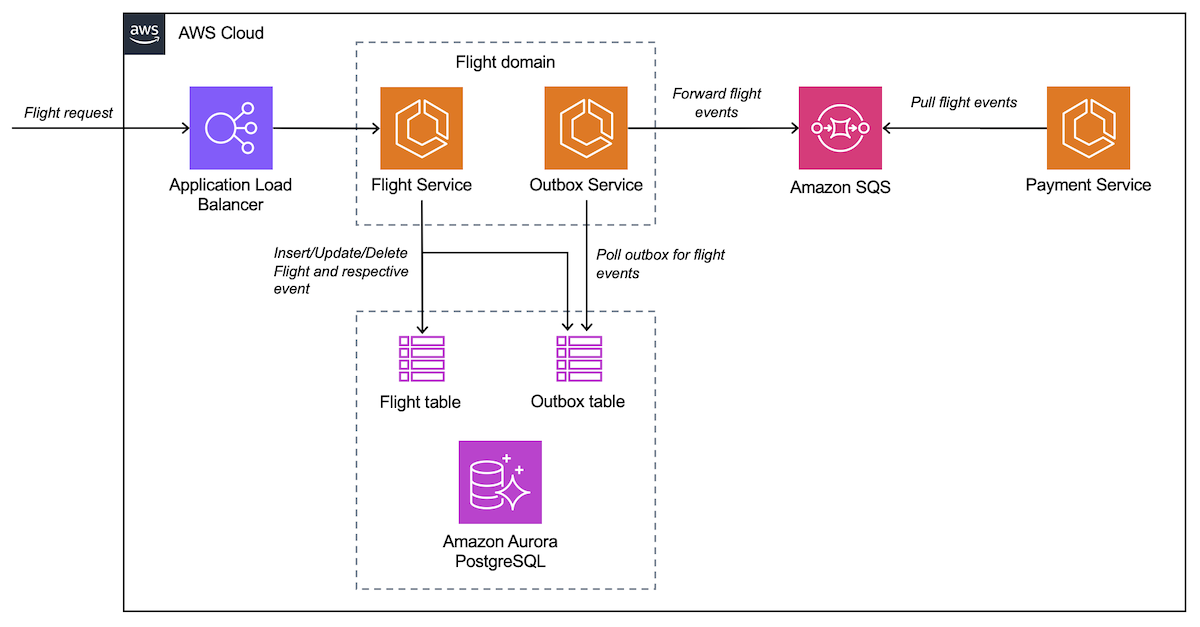 aws
AWS Cloud
Flight domain
Flight request
Forward flight
events
Pull flight events
Application Load
Balancer
Flight Service
Outbox Service
Amazon SQS
Payment Service
Insert/Update/Delete
Flight and respective
event
Poll outbox for flight
events
Flight table
Outbox table
Amazon Aurora
PostgreSQL